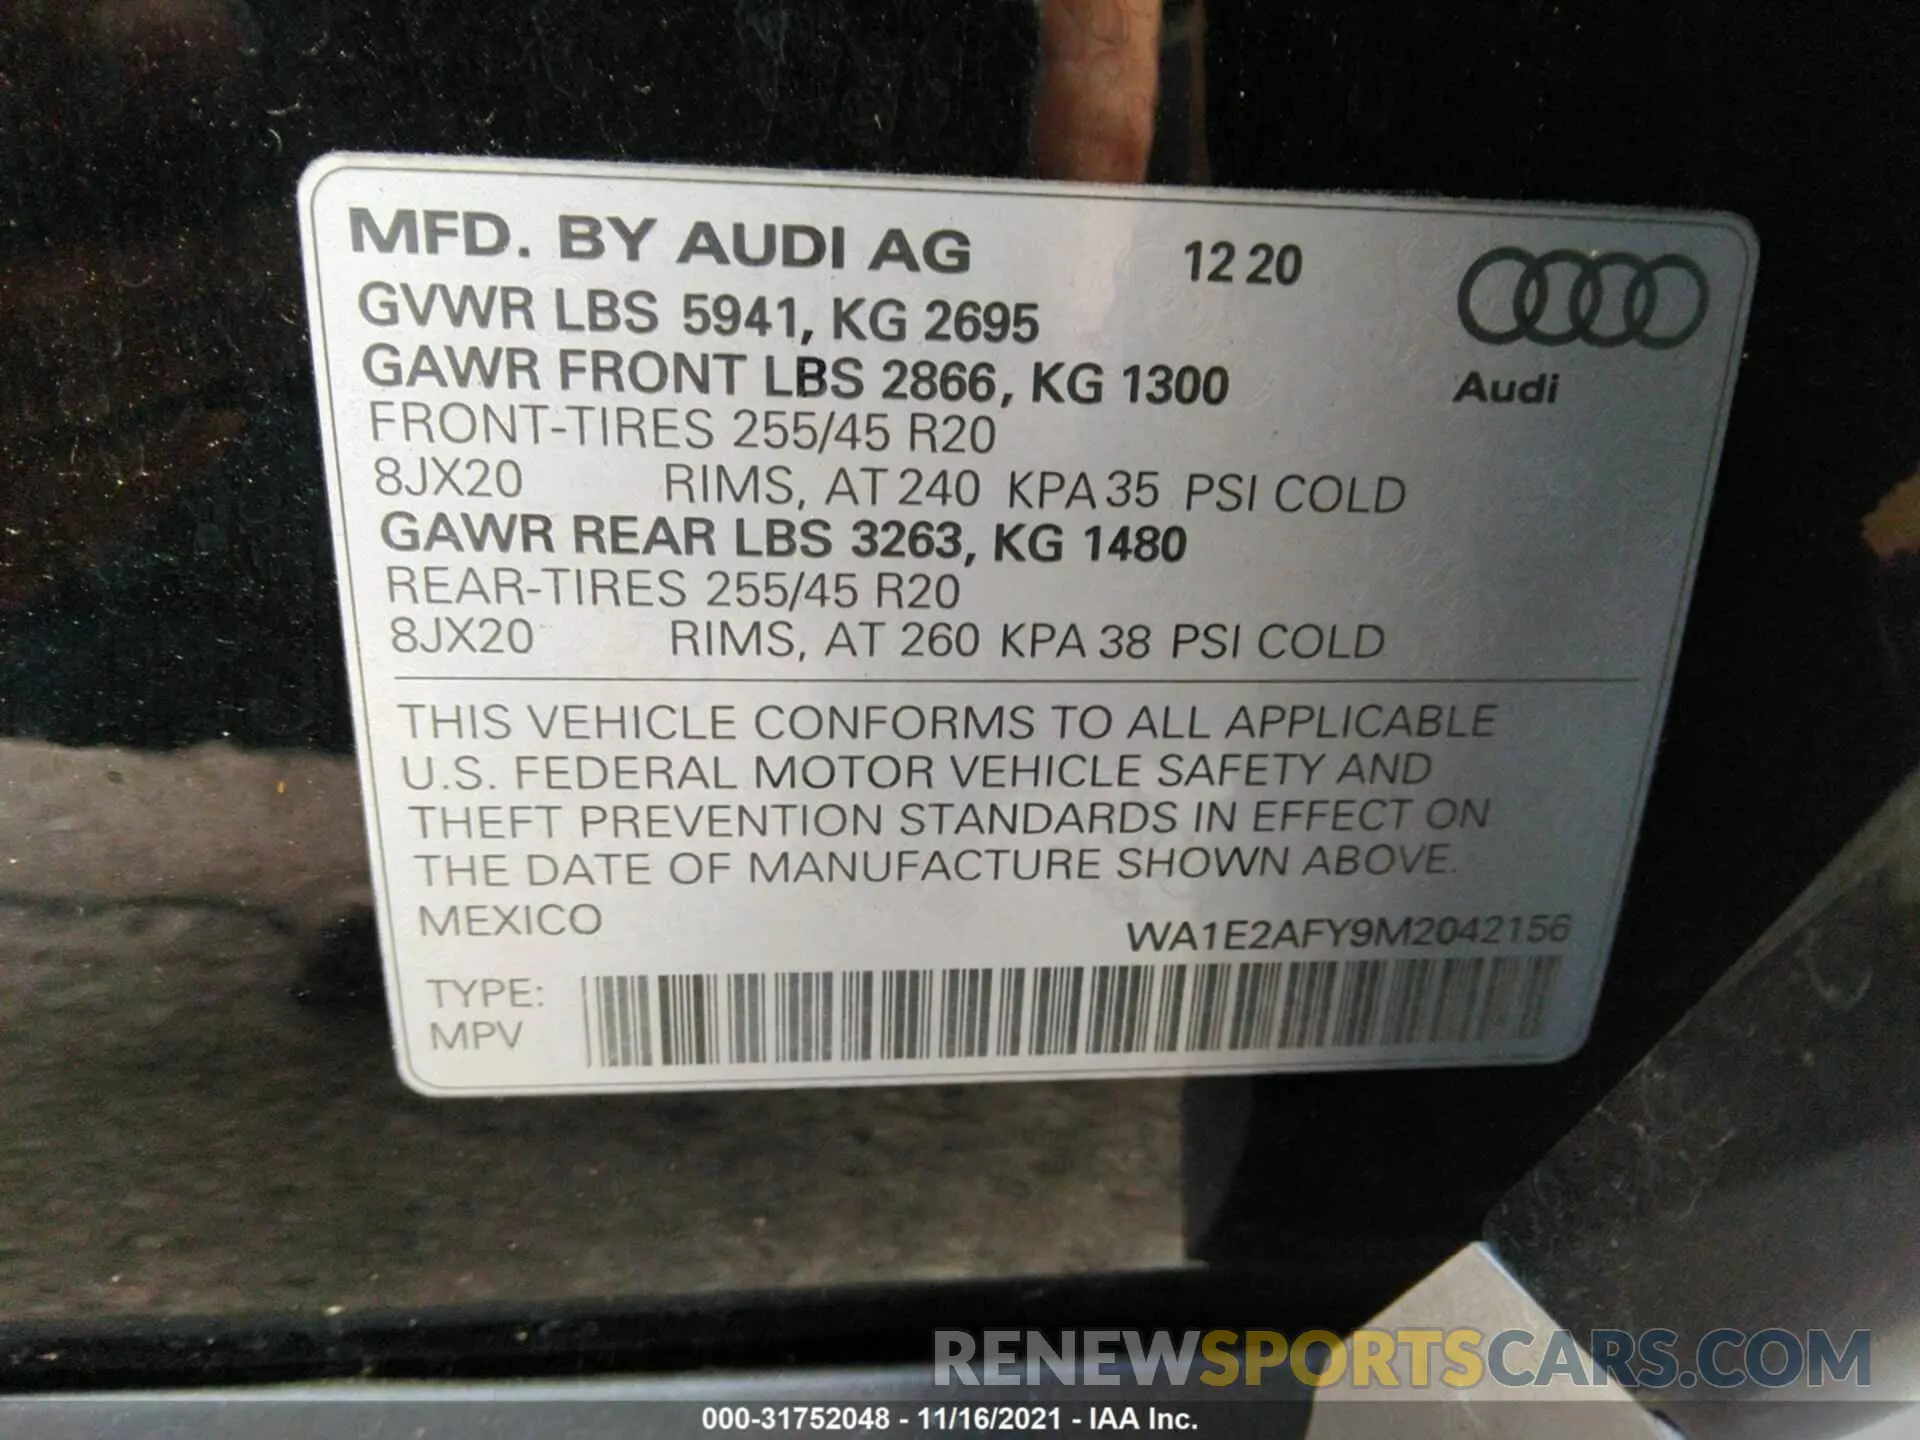 MFD. BY AUDI AG 12 20
GVWR LBS 5941, KG 2695
GAWR FRONT LBS 2866, KG 1300
Audi
FRONT-TIRES 255/45 R20
8JX20 RIMS, AT 240 KPA 35 PSI COLD
GAWR REAR LBS 3263, KG 1480
REAR-TIRES 255/45 R20
8JX20 RIMS, AT 260 KPA 38 PSI COLD
THIS VEHICLE CONFORMS TO ALL APPLICABLE
U.S. FEDERAL MOTOR VEHICLE SAFETY AND
THEFT PREVENTION STANDARDS IN EFFECT ON
THE DATE OF MANUFACTURE SHOWN ABOVE.
MEXICO WA1E2AFY9M2042156
TYPE:
MPV
RENEWSPORTSCARS.COM
000-31752048 - 11/16/2021 - IAA Inc.